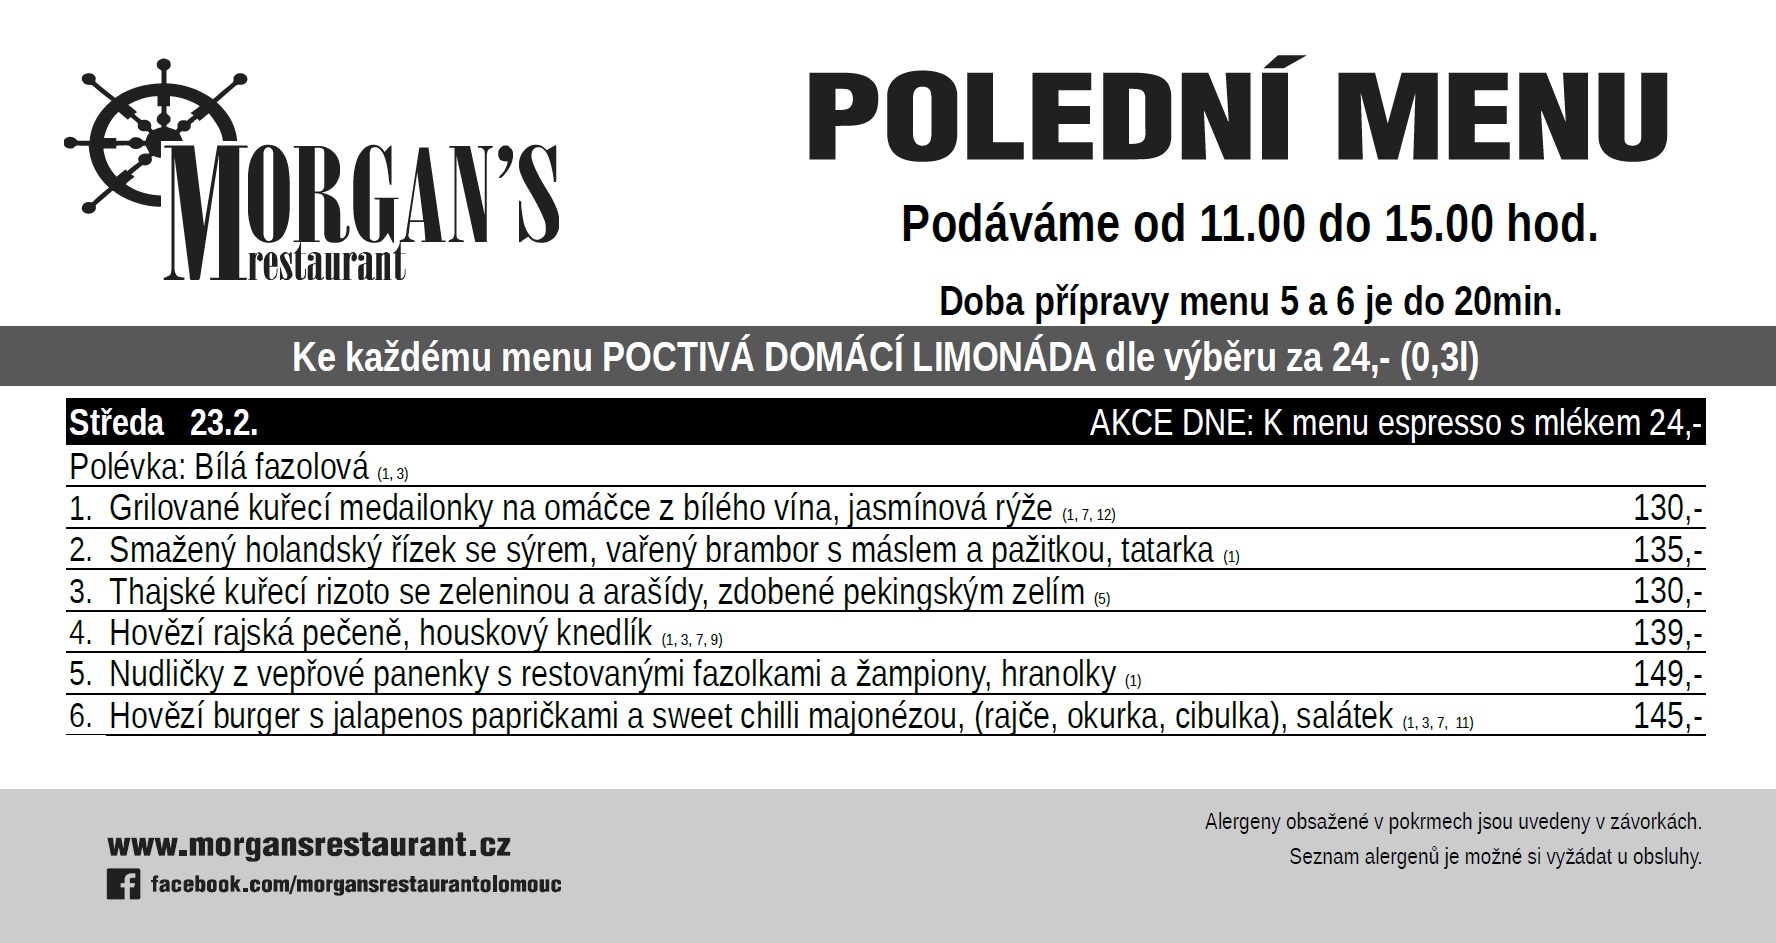 MORGAN'S
restaurant
POLEDNÍ MENU
Podáváme od 11.00 do 15.00 hod.
Doba přípravy menu 5 a 6 je do 20min.
Ke každému menu POCTIVÁ DOMÁCÍ LIMONÁDA dle výběru za 24,- (0,3l)
Středa 23.2. AKCE DNE: K menu espresso s mlékem 24,-
Polévka: Bílá fazolová (1, 3)
1. Grilované kuřecí medailonky na omáčce z bílého vína, jasmínová rýže (1, 7, 12) 130,-
2. Smažený holandský řízek se sýrem, vařený brambor s máslem a pažitkou, tatarka (1) 135,-
3. Thajské kuřecí rizoto se zeleninou a arašídy, zdobené pekingským zelím (5) 130,-
4. Hovězí rajská pečeně, houskový knedlík (1, 3, 7, 9) 139,-
5. Nudličky z vepřové panenky s restovanými fazolkami a žampiony, hranolky (1) 149,-
6. Hovězí burger s jalapenos papričkami a sweet chilli majonézou, (rajče, okurka, cibulka), salátek (1, 3, 7, 11) 145,-
Alergeny obsažené v pokrmech jsou uvedeny v závorkách.
Seznam alergenů je možné si vyžádat u obsluhy.
www.morgansrestaurant.cz
facebook.com/morgansrestaurantolomouc